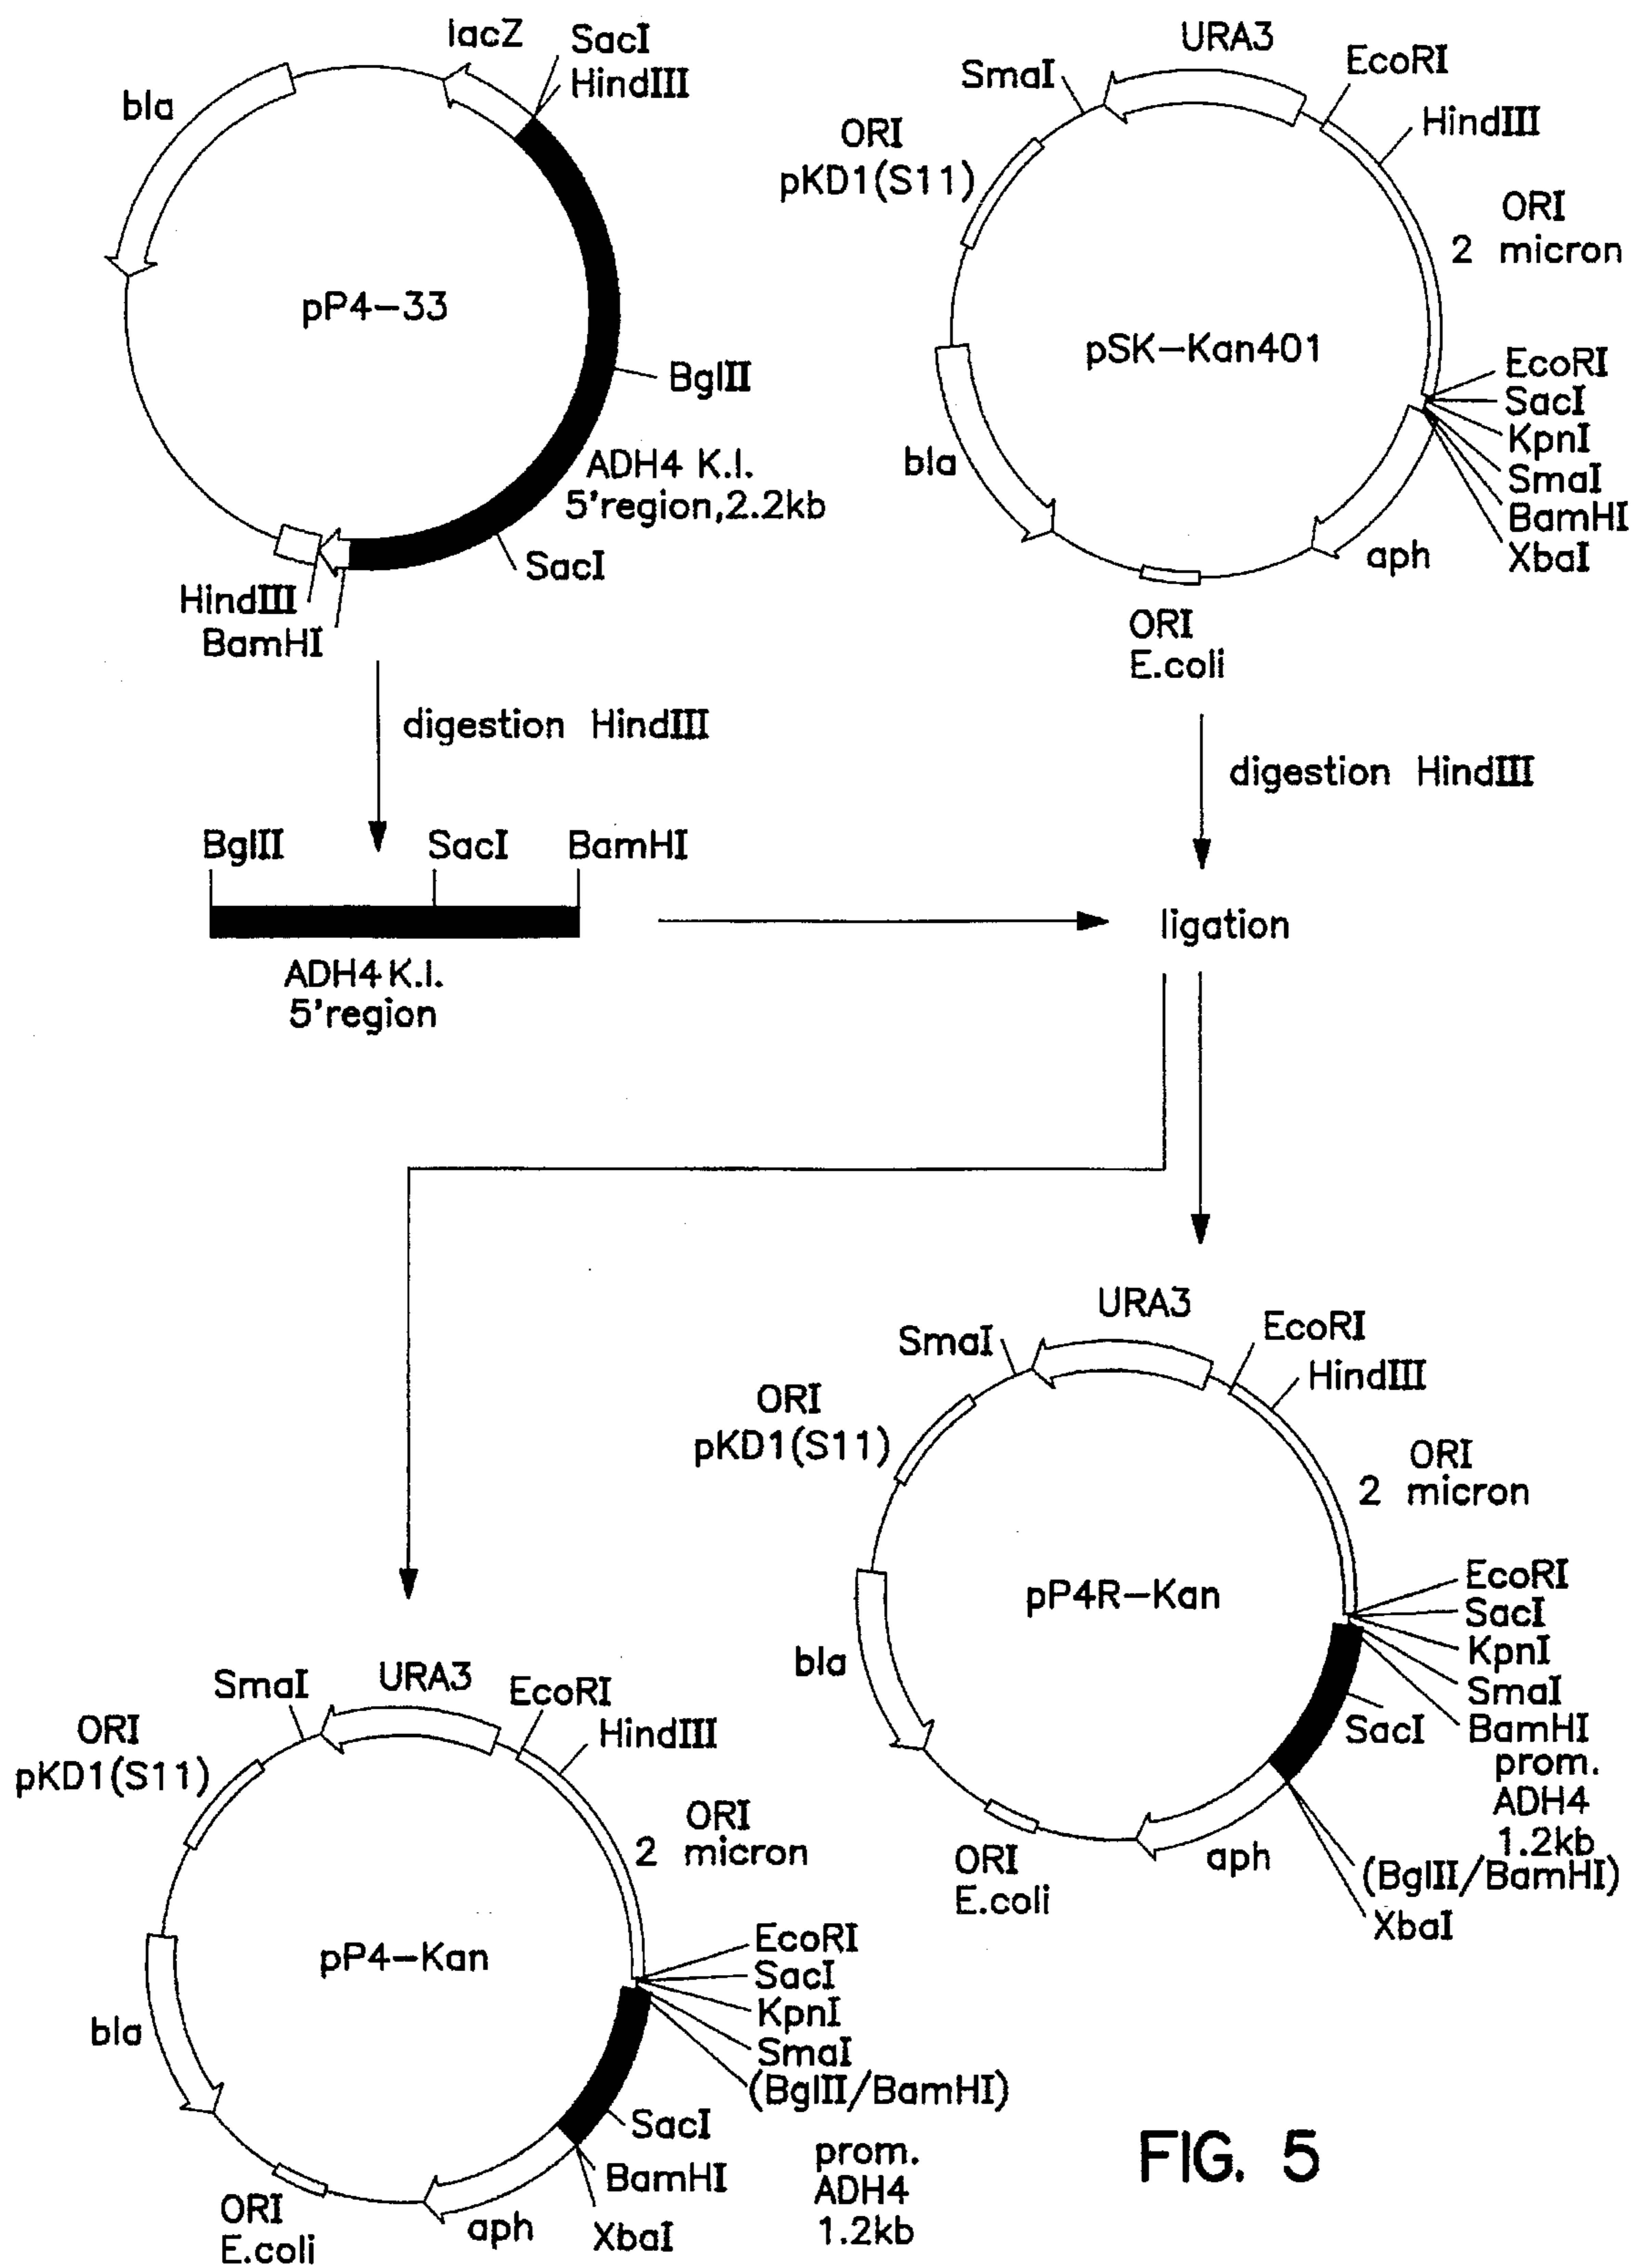 lacZ
SacI
HindIII
bla
pP4-33
BglII
ADH4 K.l.
5'region,2.2kb
SacI
HindIII
BamHI
URA3
SmaI
EcoRI
HindIII
ORI
pKD1(S11)
ORI
2 micron
pSK-Kan401
EcoRI
SacI
KpnI
SmaI
BamHI
XbaI
bla
aph
ORI
E.coli
digestion HindIII
digestion HindIII
BglII SacI BamHI
ADH4 K.l.
5'region
ligation
URA3
SmaI
EcoRI
HindIII
ORI
pKD1(S11)
ORI
2 micron
pP4R-Kan
EcoRI
SacI
KpnI
SmaI
BamHI
SacI
prom.
ADH4
1.2kb
(BglII/BamHI)
XbaI
bla
aph
ORI
E.coli
URA3
SmaI
EcoRI
HindIII
ORI
pKD1(S11)
ORI
2 micron
pP4-Kan
EcoRI
SacI
KpnI
SmaI
(BglII/BamHI)
SacI
BamHI
XbaI
prom.
ADH4
1.2kb
bla
aph
ORI
E.coli
FIG. 5